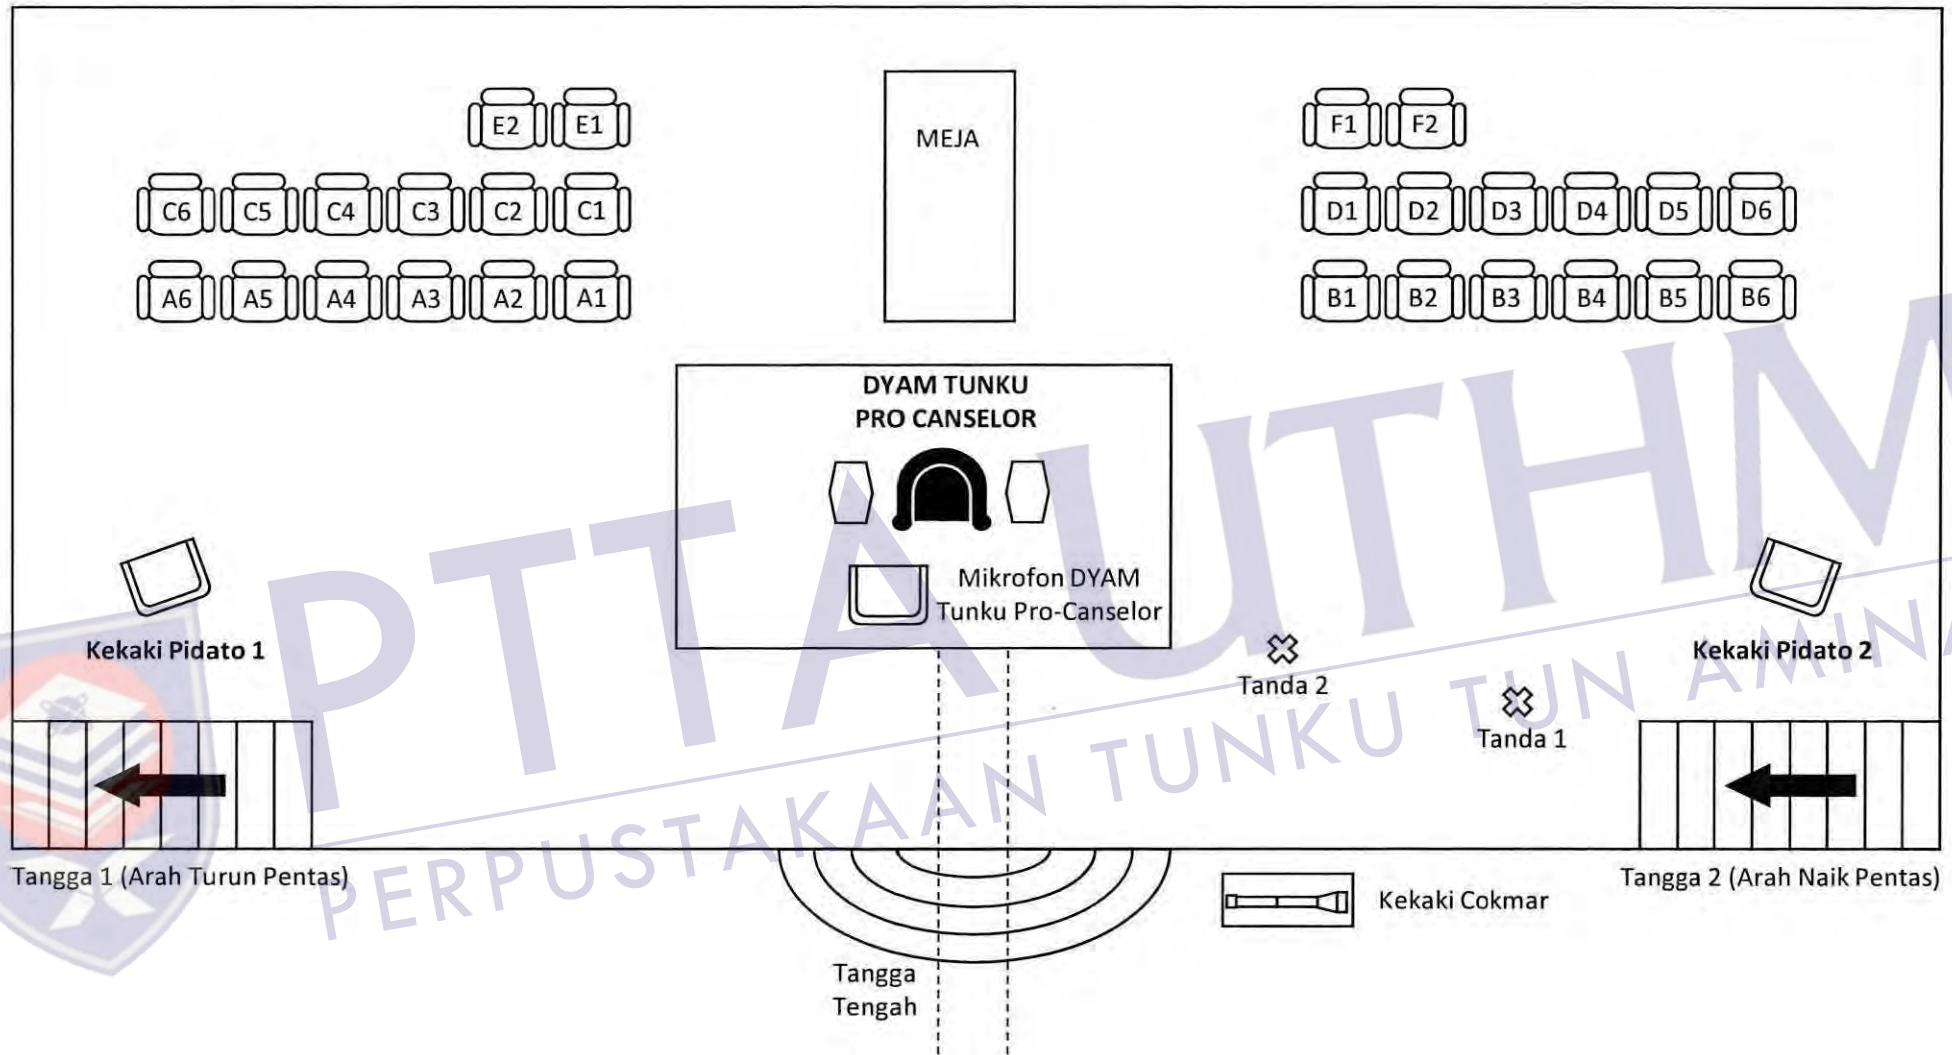 E2 E1
MEJA
F1 F2
C6 C5 C4 C3 C2 C1
D1 D2 D3 D4 D5 D6
A6 A5 A4 A3 A2 A1
B1 B2 B3 B4 B5 B6
DYAM TUNKU
PRO CANSELOR
Mikrofon DYAM
Tunku Pro-Canselor
Kekaki Pidato 1
Kekaki Pidato 2
Tanda 2
Tanda 1
Tangga 1 (Arah Turun Pentas)
Tangga 2 (Arah Naik Pentas)
Kekaki Cokmar
Tangga
Tengah
PTTA UTHM
PERPUSTAKAAN TUNKU TUN AMINA